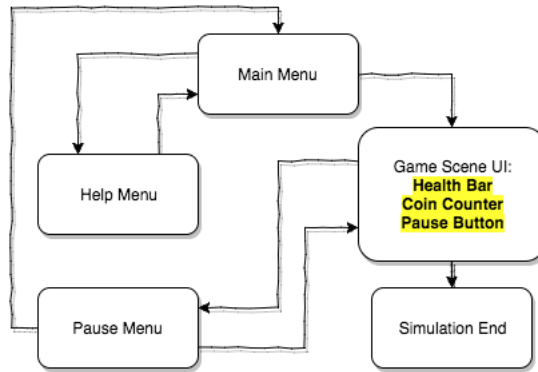 Main Menu
Help Menu
Game Scene UI:
Health Bar
Coin Counter
Pause Button
Pause Menu
Simulation End